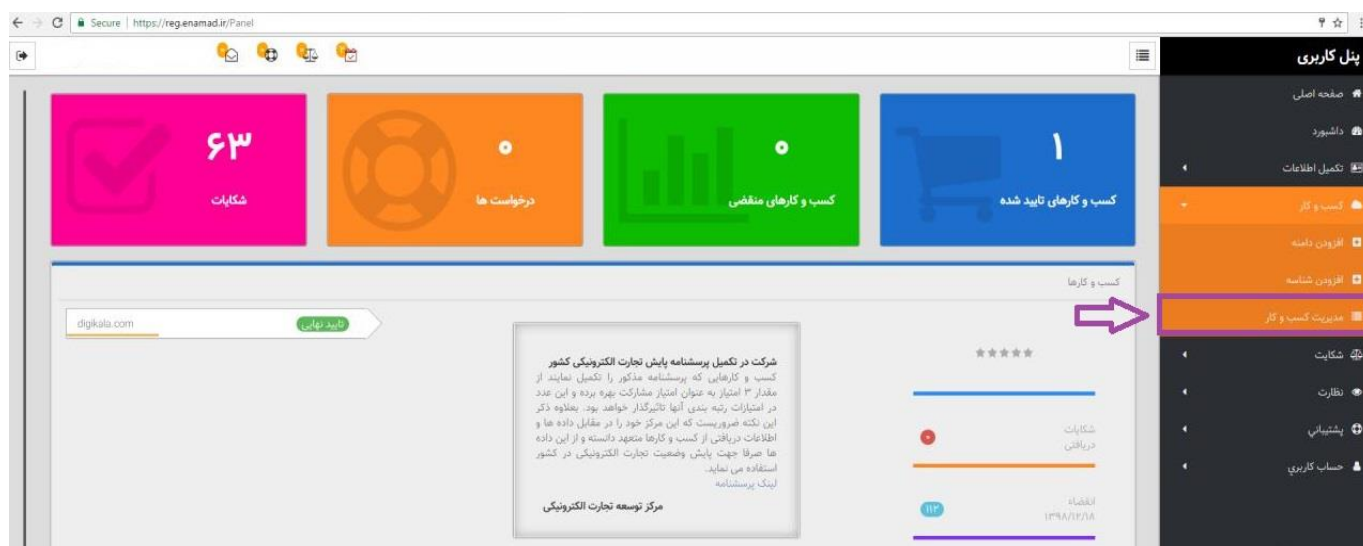 Secure | https://reg.enamad.ir/Panel
پنل کاربری
صفحه اصلی
داشبورد
تکمیل اطلاعات
کسب و کار
افزودن دامنه
افزودن شناسه
مدیریت کسب و کار
شکایت
نظارت
پشتیبانی
حساب کاربری
۱
کسب و کارهای تایید شده
۰
کسب و کارهای منقضی
۰
درخواست ها
۶۳
شکایات
کسب و کارها
شکایات
دریافتی
۰
انقضاء
۱۳۹۸/۱۲/۱۸
۱۱۲
شرکت در تکمیل پرسشنامه پایش تجارت الکترونیکی کشور
کسب و کارهایی که پرسشنامه مذکور را تکمیل نمایند از
مقدار ۳ امتیاز به عنوان امتیاز مشارکت بهره برده و این عدد
در امتیازات رتبه بندی آنها تاثیرگذار خواهد بود. بعلاوه ذکر
این نکته ضروریست که این مرکز خود را در مقابل داده ها و
اطلاعات دریافتی از کسب و کارها متعهد دانسته و از این داده
ها صرفا جهت پایش وضعیت تجارت الکترونیکی در کشور
استفاده می نماید.
لینک پرسشنامه
مرکز توسعه تجارت الکترونیکی
تایید نهایی
digikala.com